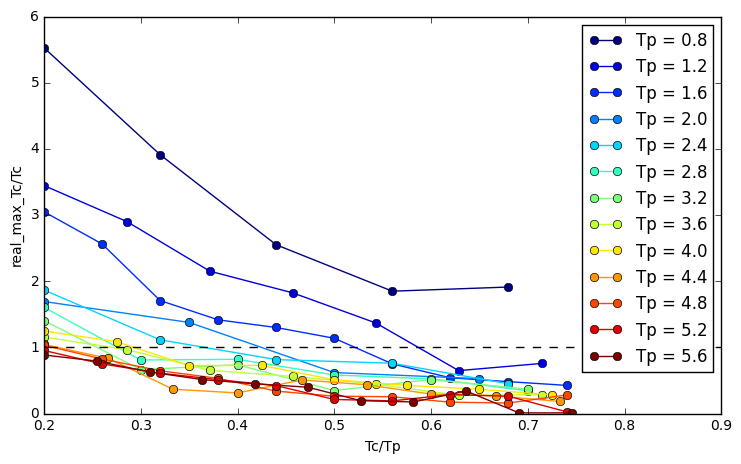 6
5
4
3
2
1
0
real_max_Tc/Tc
0.2 0.3 0.4 0.5 0.6 0.7 0.8 0.9
Tc/Tp
Tp = 0.8
Tp = 1.2
Tp = 1.6
Tp = 2.0
Tp = 2.4
Tp = 2.8
Tp = 3.2
Tp = 3.6
Tp = 4.0
Tp = 4.4
Tp = 4.8
Tp = 5.2
Tp = 5.6